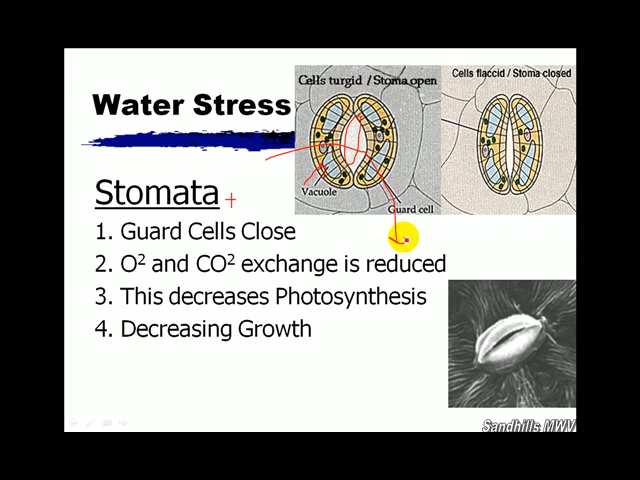 Water Stress
Cells turgid / Stoma open
Cells flaccid / Stoma closed
Vacuole
Guard cell
Stomata
1. Guard Cells Close
2. O² and CO² exchange is reduced
3. This decreases Photosynthesis
4. Decreasing Growth
Sandhills MWV